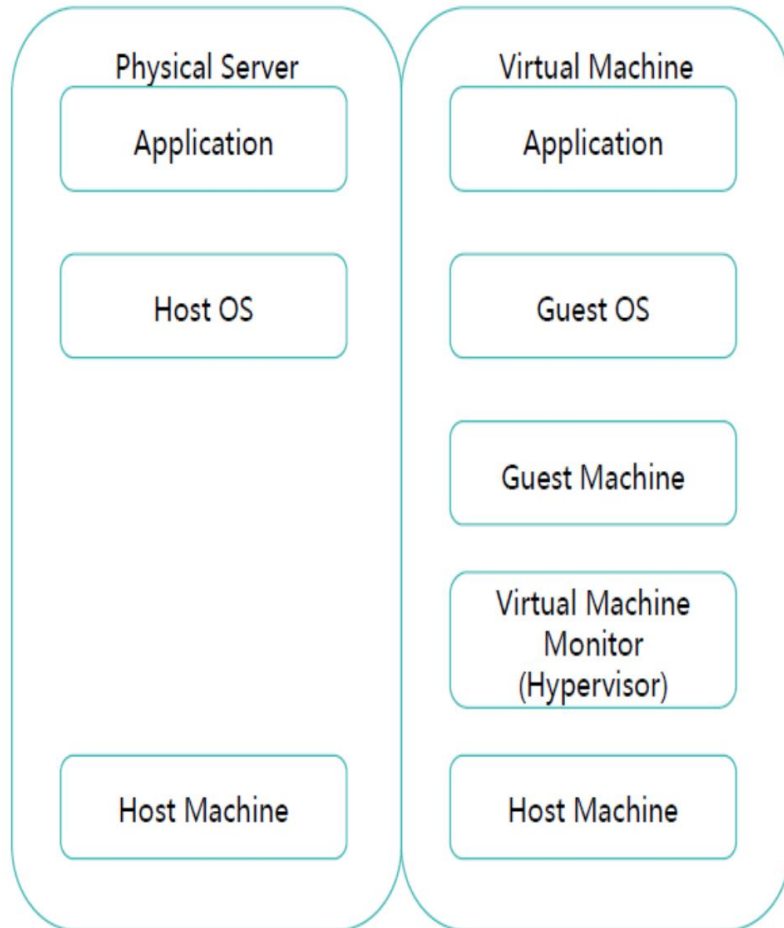 Physical Server
Application
Host OS
Host Machine
Virtual Machine
Application
Guest OS
Guest Machine
Virtual Machine
Monitor
(Hypervisor)
Host Machine